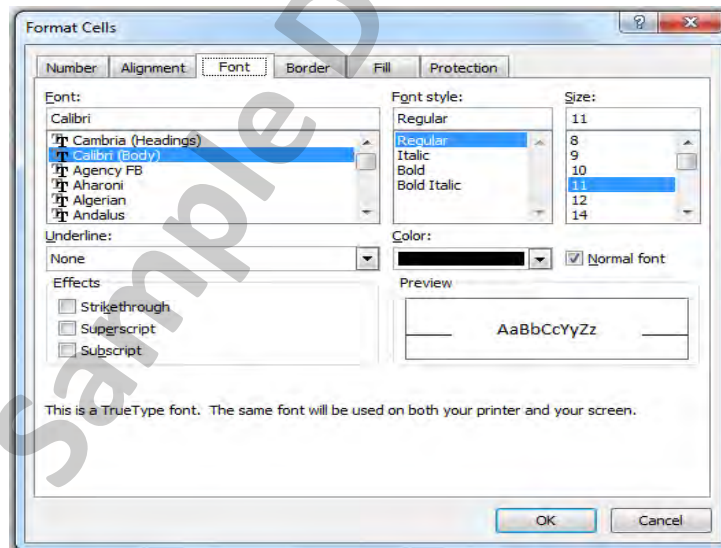 Format Cells
Number Alignment Font Border Fill Protection
Font: Font style: Size:
Calibri Regular 11
Cambria (Headings) Regular 8
Calibri (Body) Italic 9
Agency FB Bold 10
Aharoni Bold Italic 11
Algerian 12
Andalus 14
Underline: Color:
None Normal font
Effects Preview
Strikethrough
Superscript AaBbCcYyZz
Subscript
This is a TrueType font. The same font will be used on both your printer and your screen.
OK Cancel
Sample D